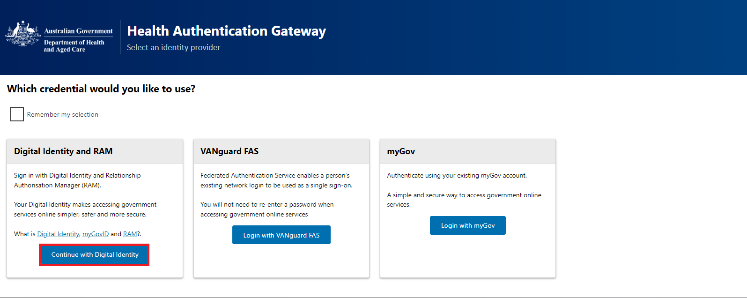 Australian Government
Department of Health
and Aged Care
Health Authentication Gateway
Select an identity provider
Which credential would you like to use?
Remember my selection
Digital Identity and RAM
Sign in with Digital Identity and Relationship
Authorisation Manager (RAM).
Your Digital Identity makes accessing government
services online simpler, safer and more secure.
What is Digital Identity, myGovID and RAM?.
Continue with Digital Identity
VANguard FAS
Federated Authentication Service enables a person's
existing network login to be used as a single sign-on.
You will not need to re-enter a password when
accessing government online services
Login with VANguard FAS
myGov
Authenticate using your existing myGov account.
A simple and secure way to access government online
services.
Login with myGov